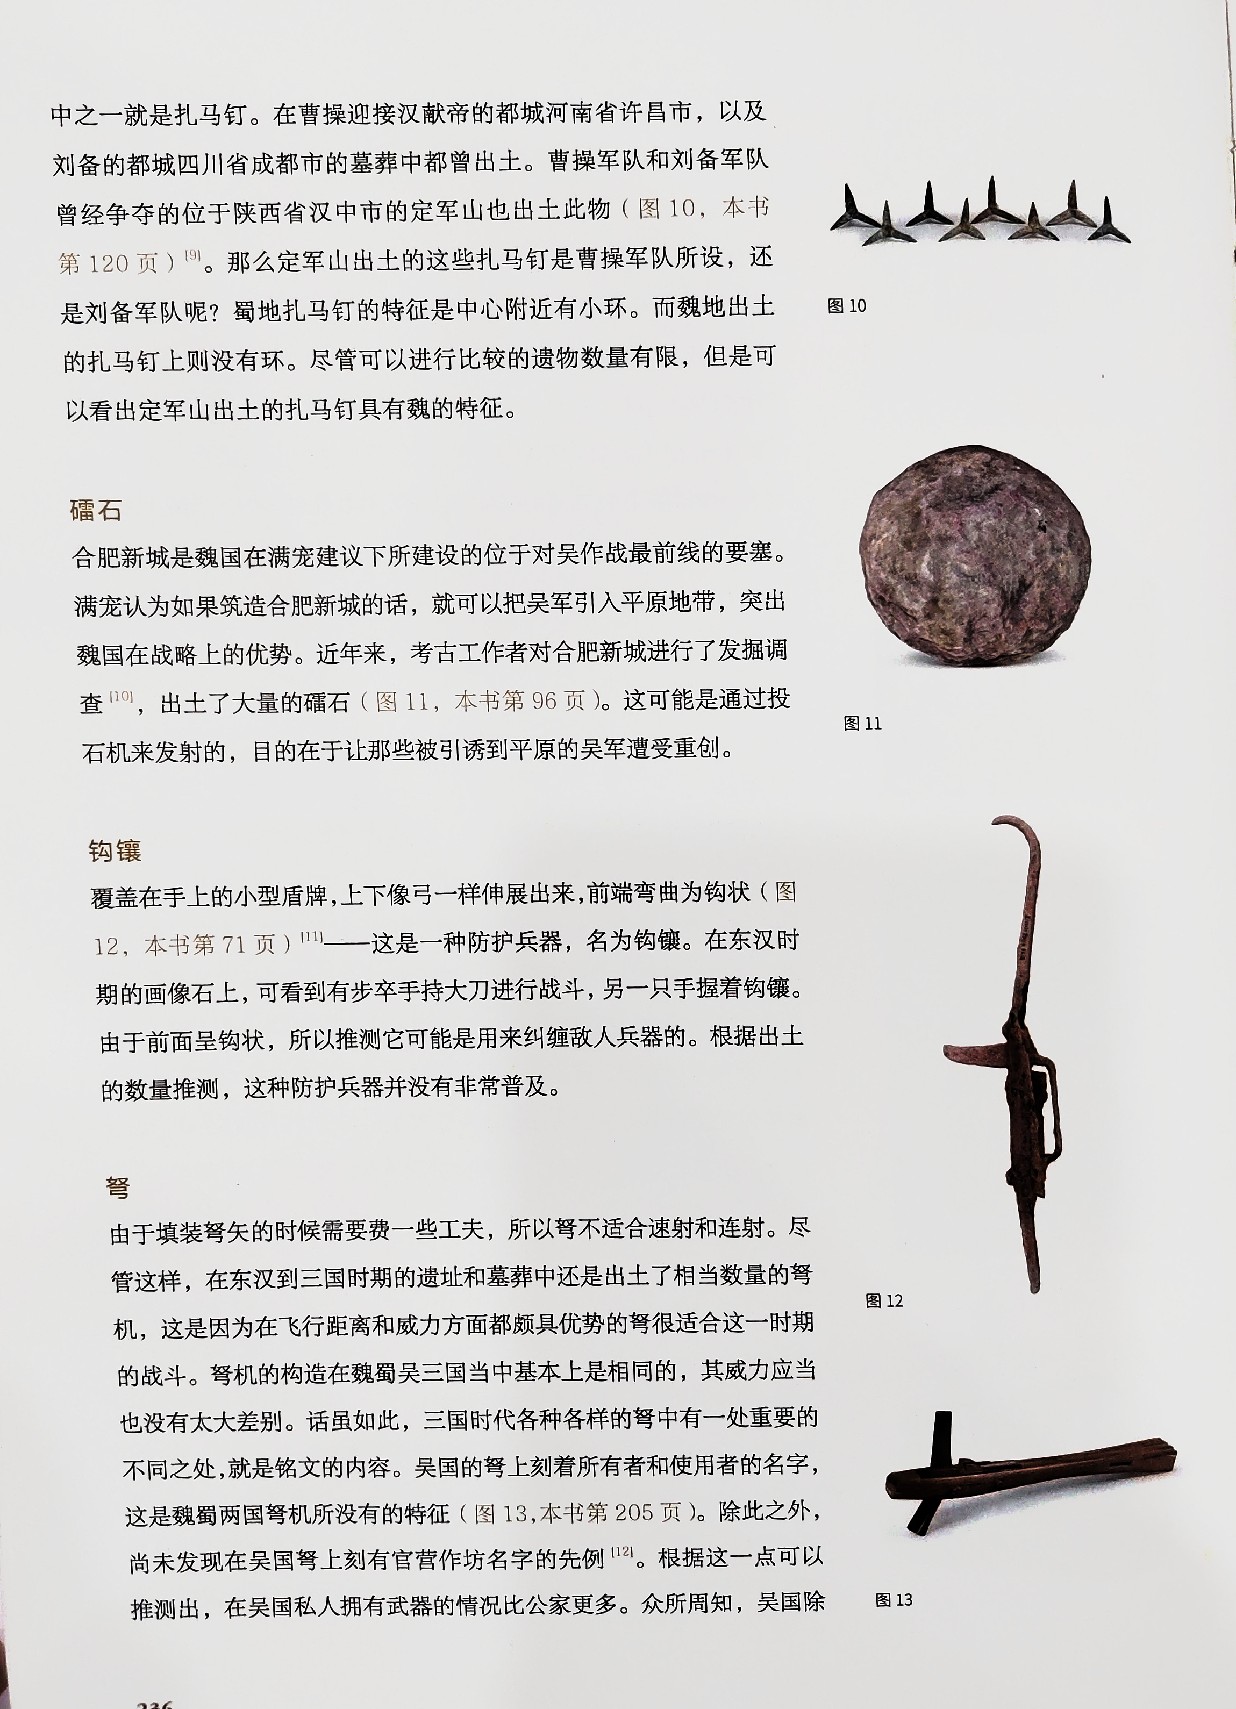 中之一就是扎马钉。在曹操迎接汉献帝的都城河南省许昌市，以及
刘备的都城四川省成都市的墓葬中都曾出土。曹操军队和刘备军队
曾经争夺的位于陕西省汉中市的定军山也出土此物（图10，本书
第120页）[9]。那么定军山出土的这些扎马钉是曹操军队所设，还
是刘备军队呢？蜀地扎马钉的特征是中心附近有小环。而魏地出土
的扎马钉上则没有环。尽管可以进行比较的遗物数量有限，但是可
以看出定军山出土的扎马钉具有魏的特征。
图10
礌石
合肥新城是魏国在满宠建议下所建设的位于对吴作战最前线的要塞。
满宠认为如果筑造合肥新城的话，就可以把吴军引入平原地带，突出
魏国在战略上的优势。近年来，考古工作者对合肥新城进行了发掘调
查[10]，出土了大量的礌石（图11，本书第96页）。这可能是通过投
石机来发射的，目的在于让那些被引诱到平原的吴军遭受重创。
图11
钩镶
覆盖在手上的小型盾牌，上下像弓一样伸展出来，前端弯曲为钩状（图
12，本书第71页）[11]——这是一种防护兵器，名为钩镶。在东汉时
期的画像石上，可看到有步卒手持大刀进行战斗，另一只手握着钩镶。
由于前面呈钩状，所以推测它可能是用来纠缠敌人兵器的。根据出土
的数量推测，这种防护兵器并没有非常普及。
图12
弩
由于填装弩矢的时候需要费一些工夫，所以弩不适合速射和连射。尽
管这样，在东汉到三国时期的遗址和墓葬中还是出土了相当数量的弩
机，这是因为在飞行距离和威力方面都颇具优势的弩很适合这一时期
的战斗。弩机的构造在魏蜀吴三国当中基本上是相同的，其威力应当
也没有太大差别。话虽如此，三国时代各种各样的弩中有一处重要的
不同之处，就是铭文的内容。吴国的弩上刻着所有者和使用者的名字，
这是魏蜀两国弩机所没有的特征（图13，本书第205页）。除此之外，
尚未发现在吴国弩上刻有官营作坊名字的先例[12]。根据这一点可以
推测出，在吴国私人拥有武器的情况比公家更多。众所周知，吴国除
图13
236